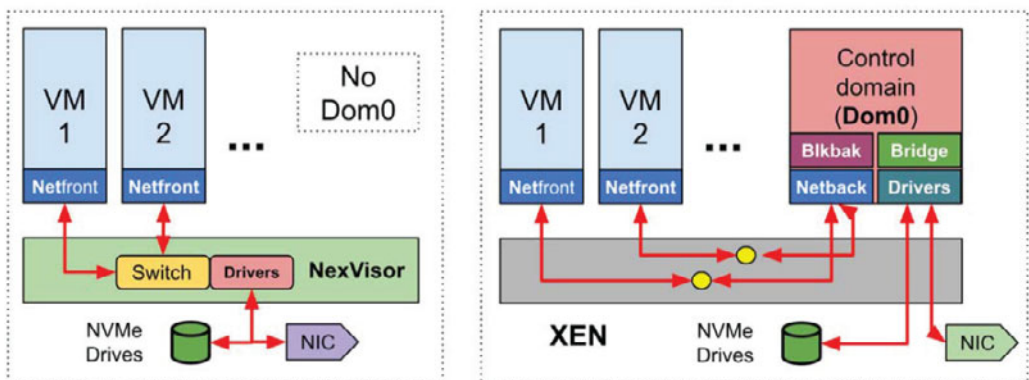 VM
1
VM
2
...
No
Dom0
Netfront
Netfront
Switch
Drivers
NexVisor
NVMe
Drives
NIC
VM
1
VM
2
...
Control
domain
(Dom0)
Blkbak
Bridge
Netfront
Netfront
Netback
Drivers
XEN
NVMe
Drives
NIC